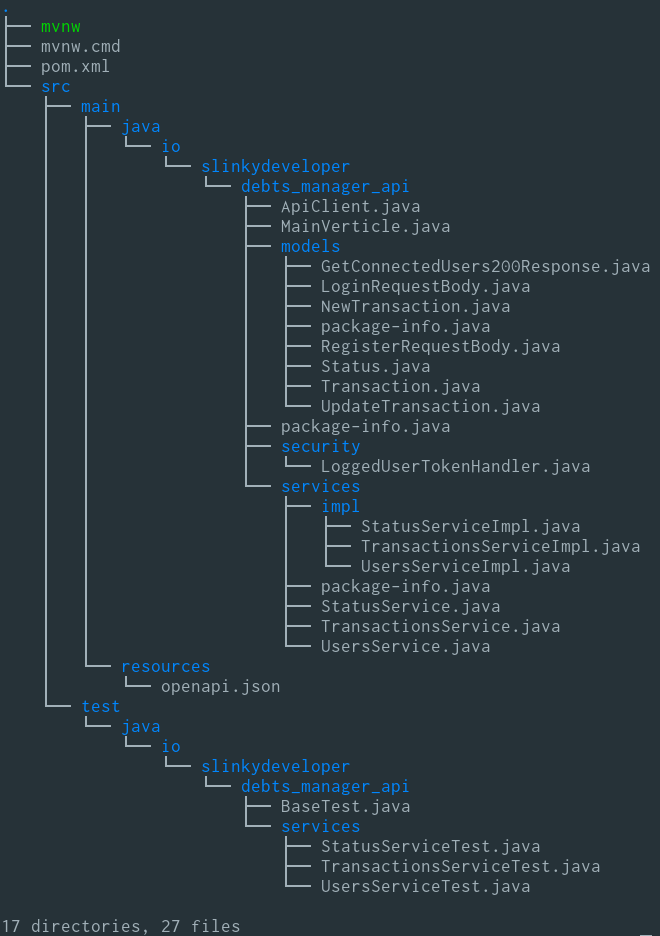 .
├── mvnw
├── mvnw.cmd
├── pom.xml
└── src
    ├── main
    │   ├── java
    │   │   └── io
    │   │       └── slinkydeveloper
    │   │           └── debts_manager_api
    │   │               ├── ApiClient.java
    │   │               ├── MainVerticle.java
    │   │               ├── models
    │   │               │   ├── GetConnectedUsers200Response.java
    │   │               │   ├── LoginRequestBody.java
    │   │               │   ├── NewTransaction.java
    │   │               │   ├── package-info.java
    │   │               │   ├── RegisterRequestBody.java
    │   │               │   ├── Status.java
    │   │               │   ├── Transaction.java
    │   │               │   └── UpdateTransaction.java
    │   │               ├── package-info.java
    │   │               ├── security
    │   │               │   └── LoggedUserTokenHandler.java
    │   │               └── services
    │   │                   ├── impl
    │   │                   │   ├── StatusServiceImpl.java
    │   │                   │   ├── TransactionsServiceImpl.java
    │   │                   │   └── UsersServiceImpl.java
    │   │                   ├── package-info.java
    │   │                   ├── StatusService.java
    │   │                   ├── TransactionsService.java
    │   │                   └── UsersService.java
    │   └── resources
    │       └── openapi.json
    └── test
        └── java
            └── io
                └── slinkydeveloper
                    └── debts_manager_api
                        ├── BaseTest.java
                        └── services
                            ├── StatusServiceTest.java
                            ├── TransactionsServiceTest.java
                            └── UsersServiceTest.java

17 directories, 27 files